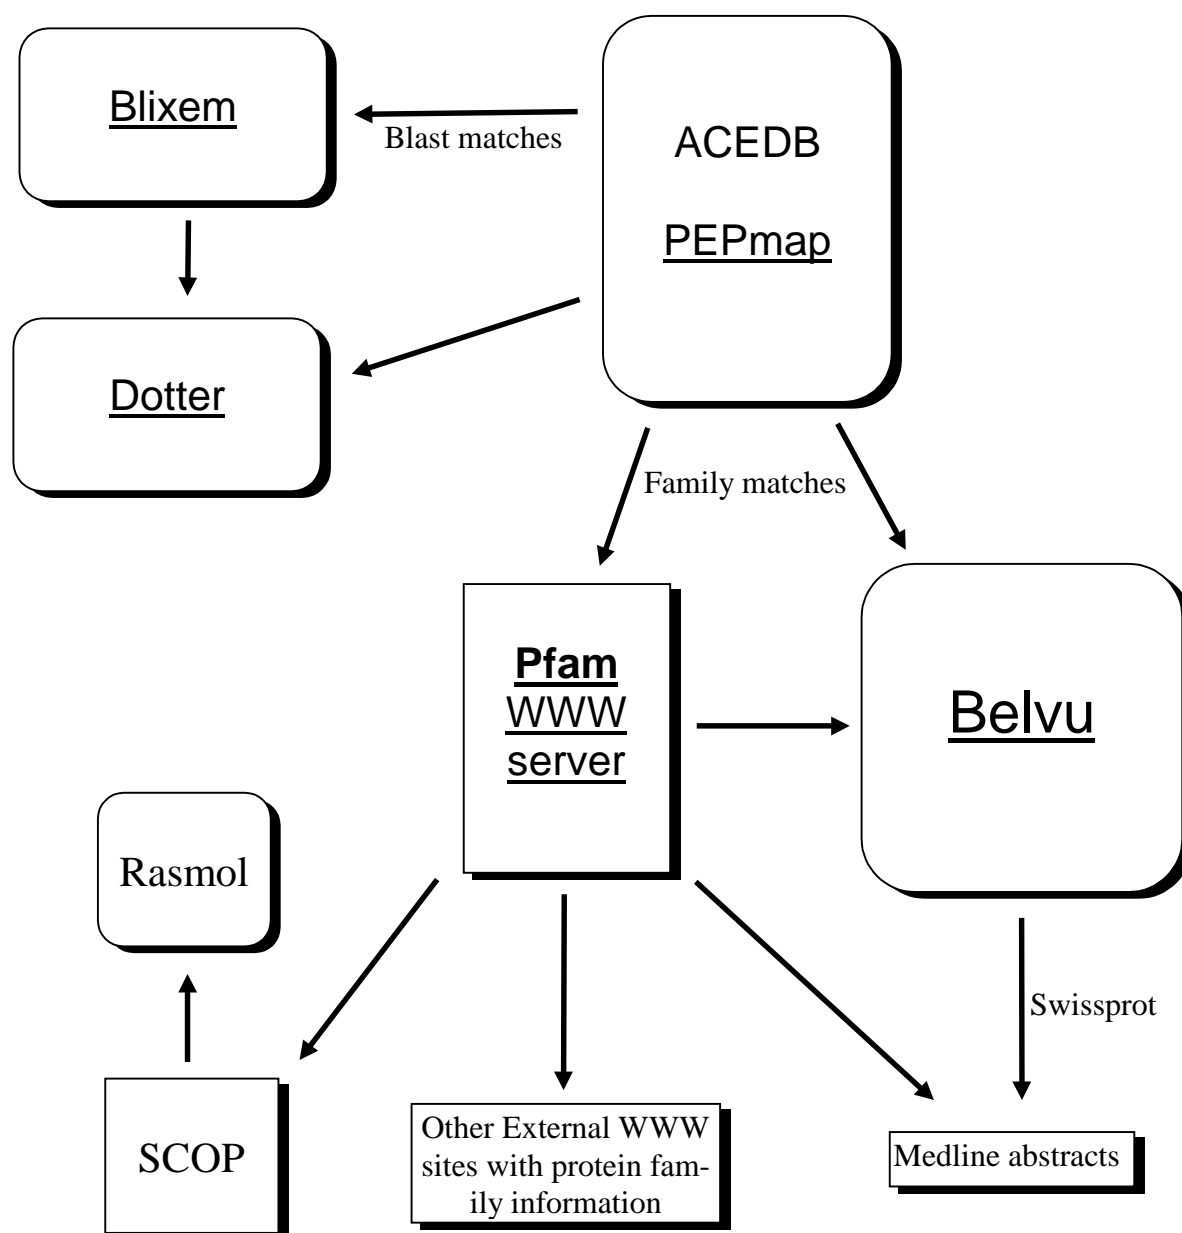 Blixem
Blast matches
ACEDB
PEPmap
Dotter
Family matches
Pfam
WWW
server
Belvu
Rasmol
Swissprot
SCOP
Other External WWW
sites with protein fam-
ily information
Medline abstracts